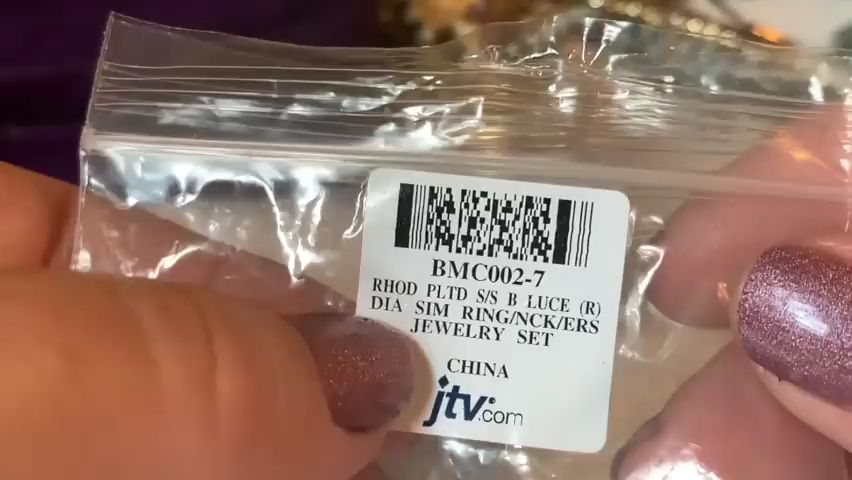 BMC002-7
RHOD PLTD S/S B LUCE (R)
DIA SIM RING/NCK/ERS
JEWELRY SET
CHINA
jtv.com